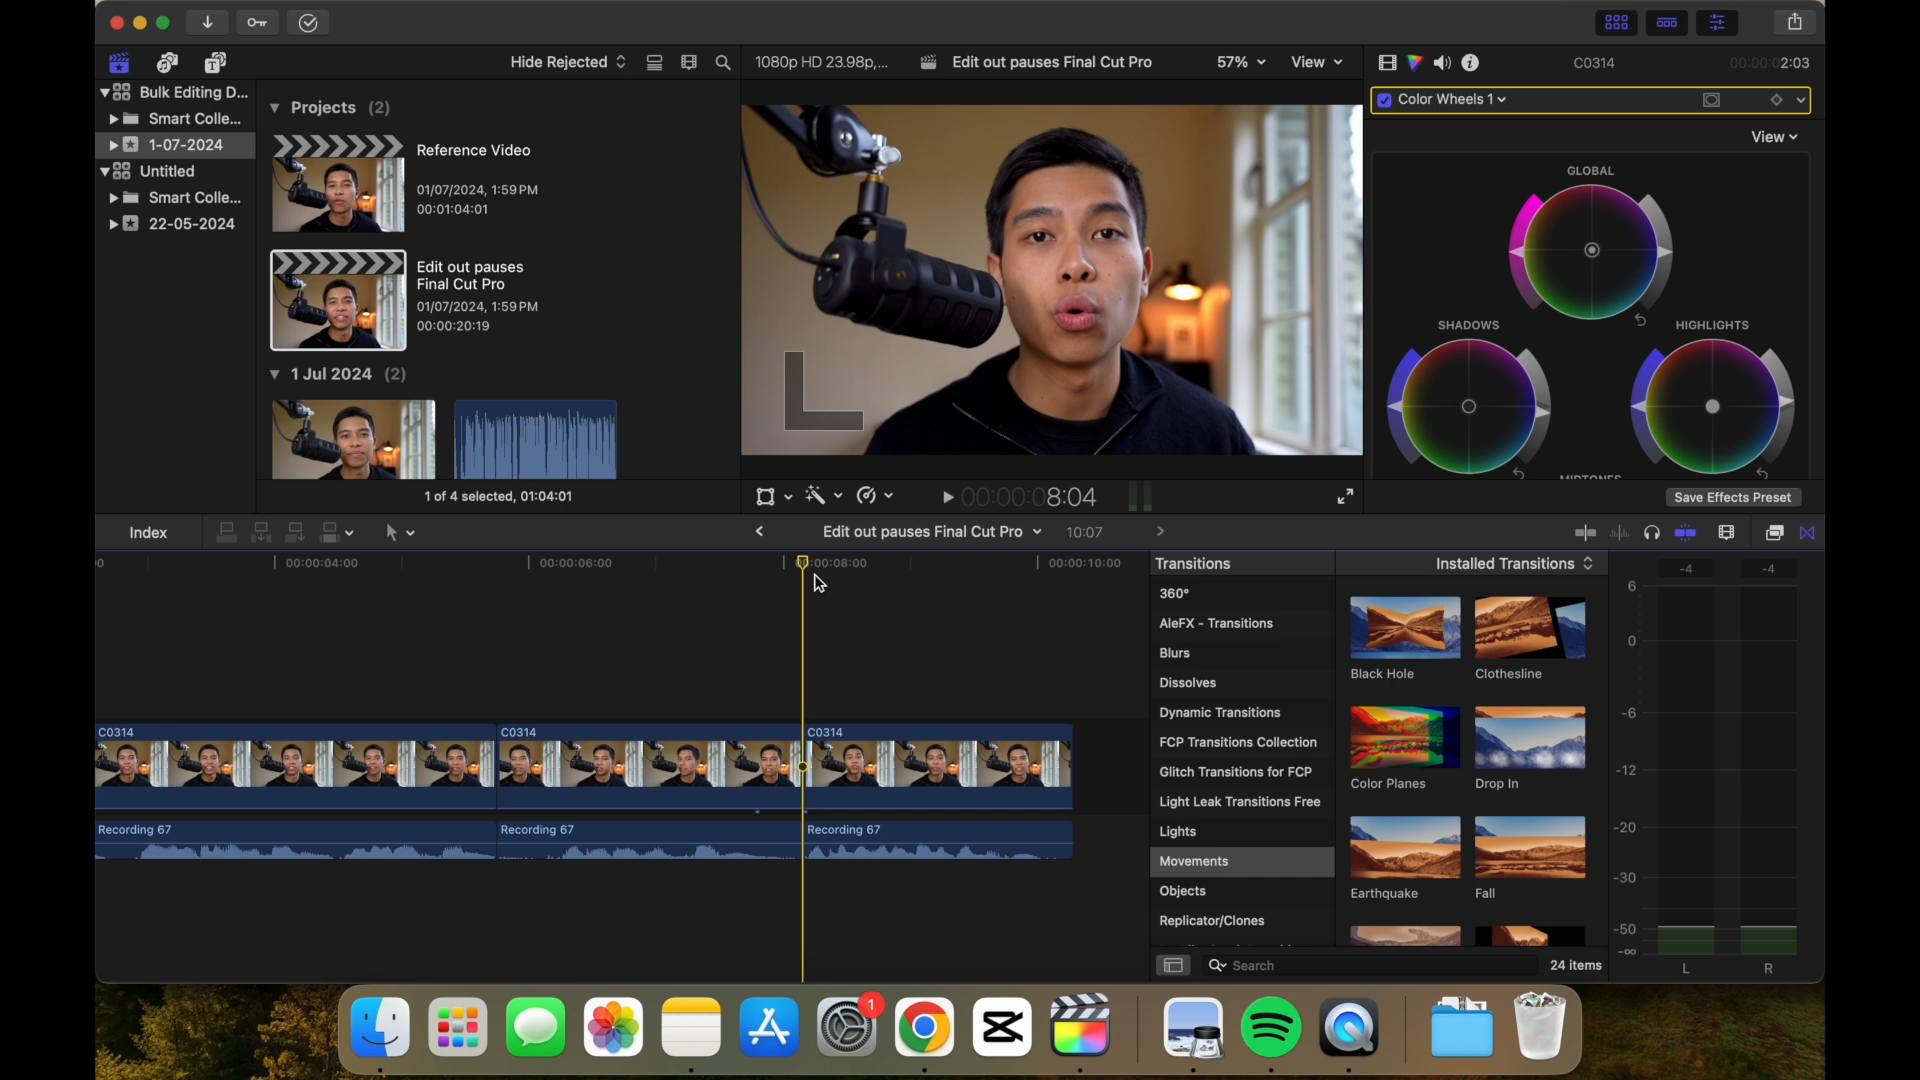 Hide Rejected
1080p HD 23.98p,...
Edit out pauses Final Cut Pro
57%
View
C0314
00:00:02:03
Bulk Editing D...
Smart Colle...
1-07-2024
Untitled
Smart Colle...
22-05-2024
Projects (2)
Reference Video
01/07/2024, 1:59 PM
00:01:04:01
Edit out pauses
Final Cut Pro
01/07/2024, 1:59 PM
00:00:20:19
1 Jul 2024 (2)
1 of 4 selected, 01:04:01
00:00:08:04
Color Wheels 1
View
GLOBAL
SHADOWS
HIGHLIGHTS
MIDTONES
Save Effects Preset
Index
Edit out pauses Final Cut Pro
10:07
00:00:04:00
00:00:06:00
00:00:08:00
00:00:10:00
C0314
C0314
C0314
Recording 67
Recording 67
Recording 67
Transitions
Installed Transitions
360°
AleFX - Transitions
Blurs
Dissolves
Dynamic Transitions
FCP Transitions Collection
Glitch Transitions for FCP
Light Leak Transitions Free
Lights
Movements
Objects
Replicator/Clones
Black Hole
Clothesline
Color Planes
Drop In
Earthquake
Fall
Search
24 items
-4
-4
6
0
-6
-12
-20
-30
-50
-∞
L
R
1